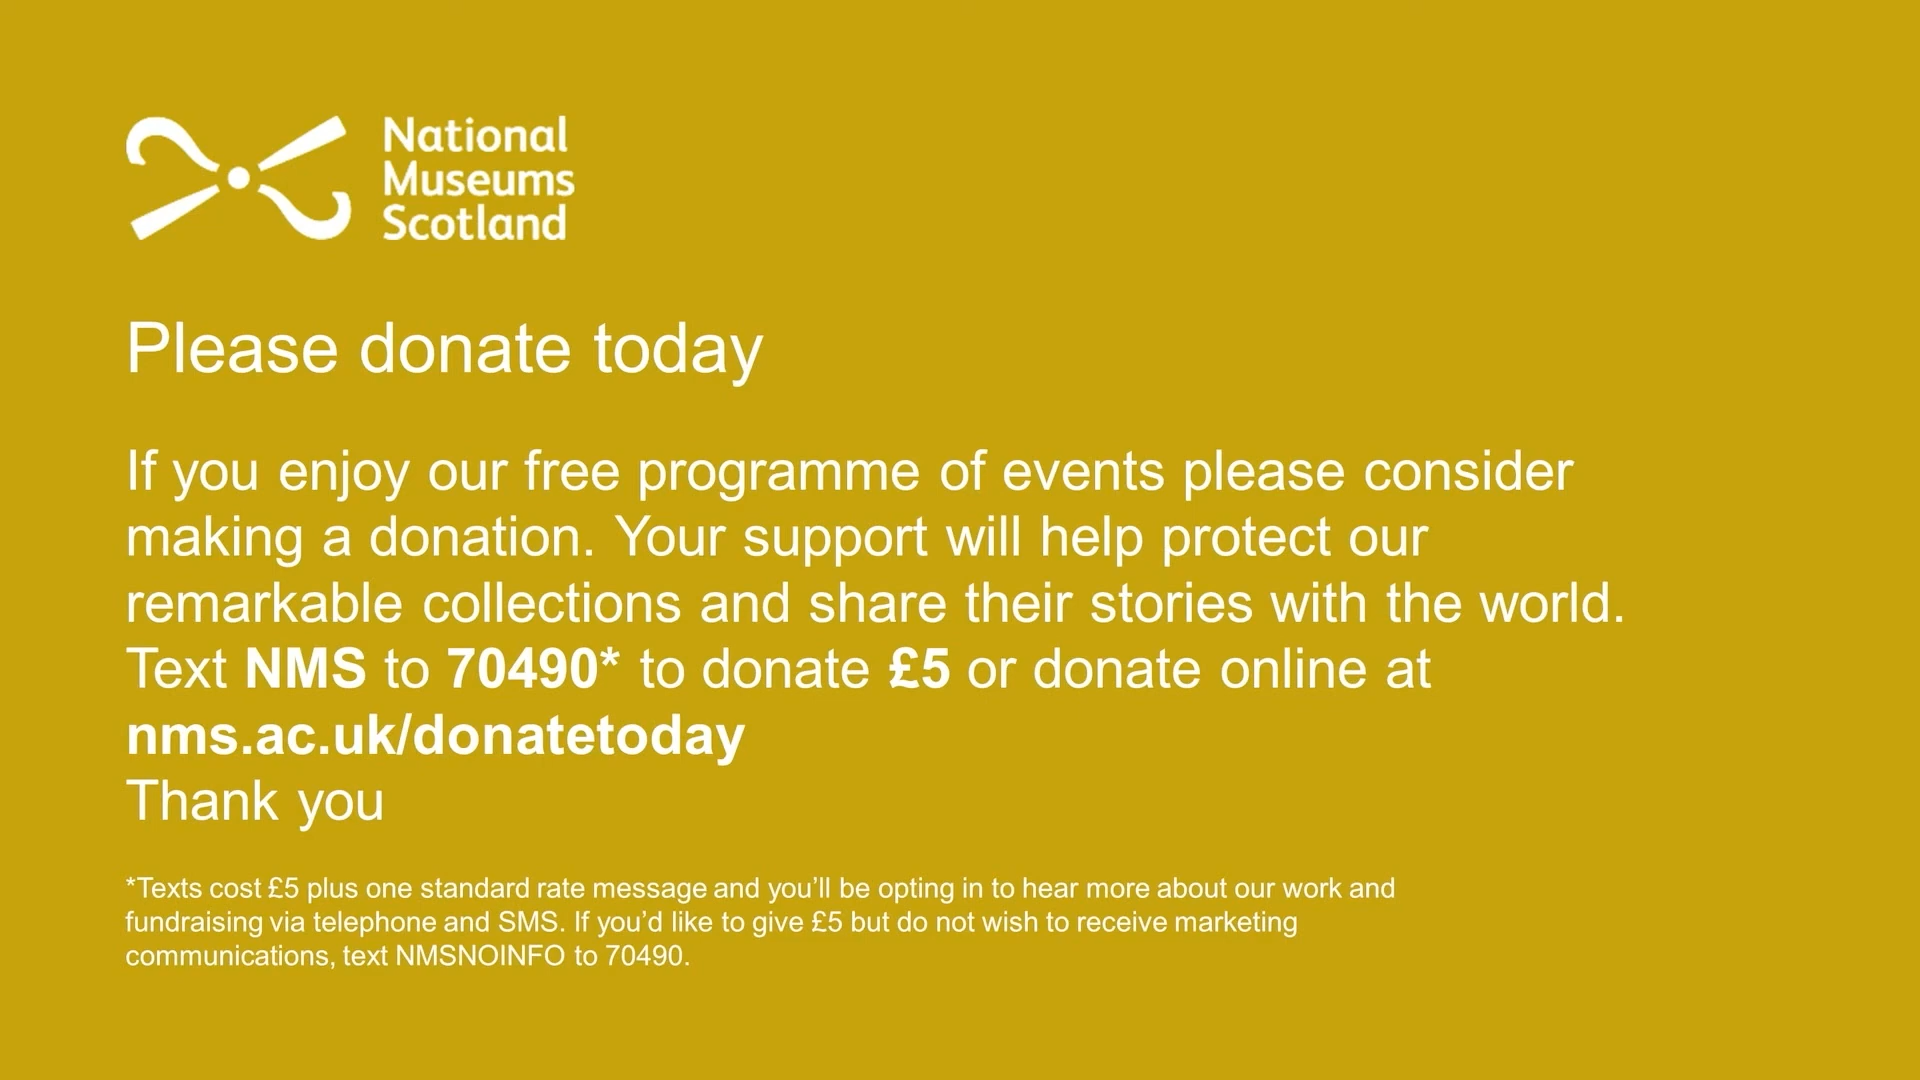 National
Museums
Scotland
Please donate today
If you enjoy our free programme of events please consider
making a donation. Your support will help protect our
remarkable collections and share their stories with the world.
Text NMS to 70490* to donate £5 or donate online at
nms.ac.uk/donatetoday
Thank you
*Texts cost £5 plus one standard rate message and you’ll be opting in to hear more about our work and
fundraising via telephone and SMS. If you’d like to give £5 but do not wish to receive marketing
communications, text NMSNOINFO to 70490.